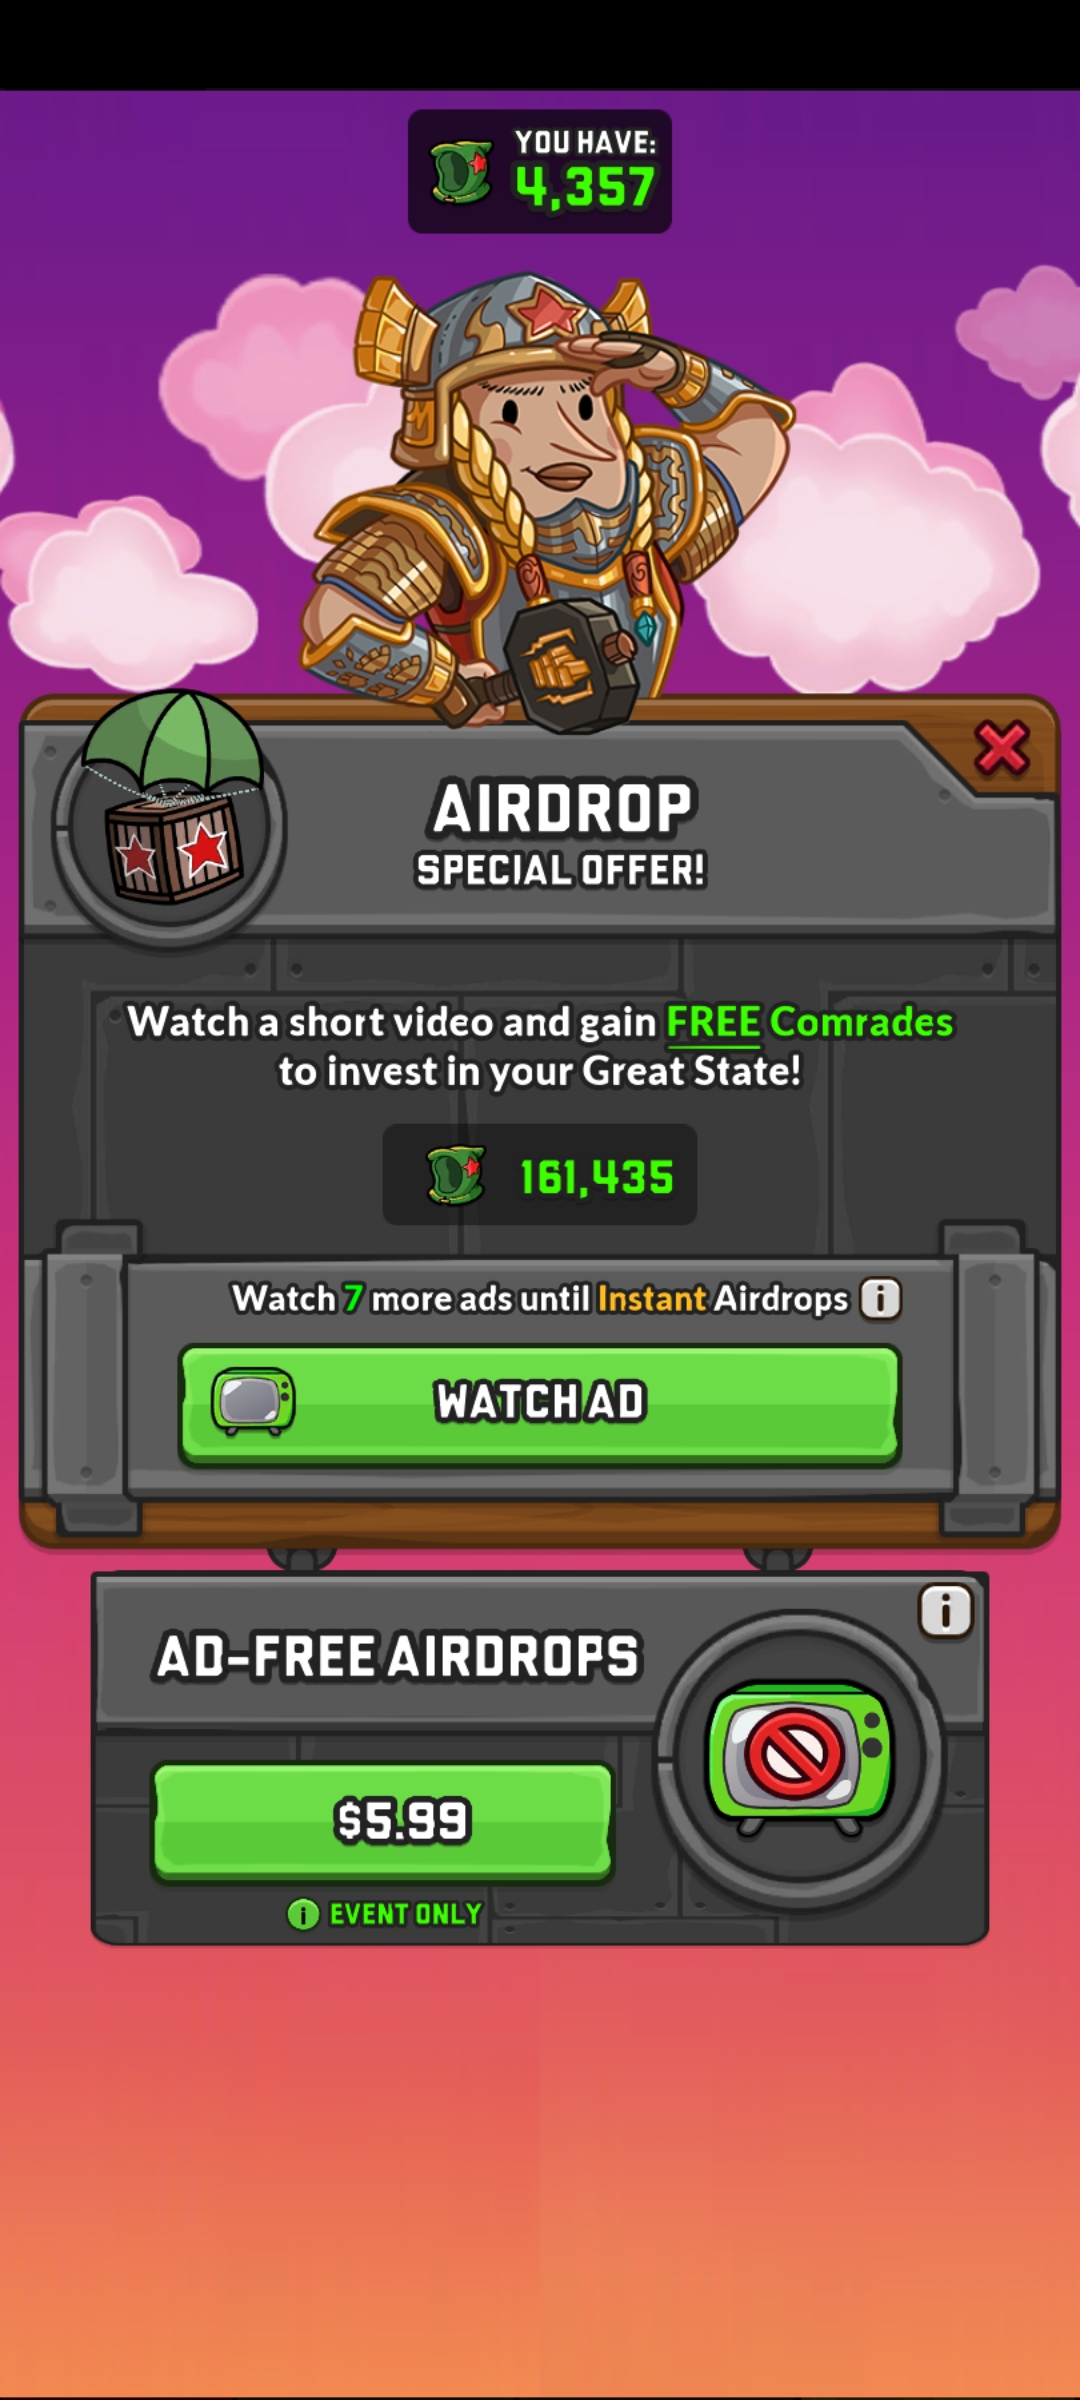 YOU HAVE:
4,357
AIRDROP
SPECIAL OFFER!
Watch a short video and gain FREE Comrades
to invest in your Great State!
161,435
Watch 7 more ads until Instant Airdrops i
WATCH AD
i
AD-FREE AIRDROPS
$5.99
i EVENT ONLY